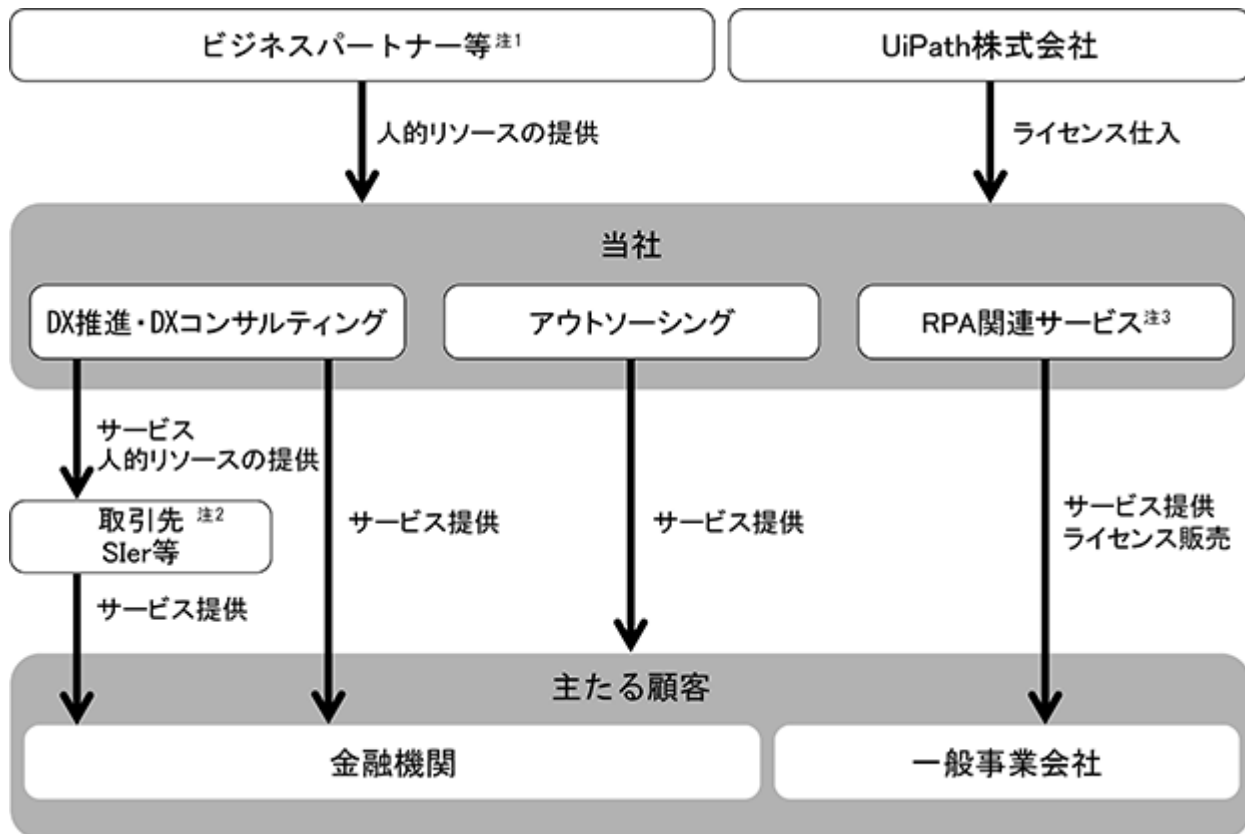 ビジネスパートナー等 注1
UiPath株式会社
人的リソースの提供
ライセンス仕入
当社
DX推進・DXコンサルティング
アウトソーシング
RPA関連サービス 注3
サービス
人的リソースの提供
取引先 注2
SIer等
サービス提供
サービス提供
サービス提供
ライセンス販売
サービス提供
主たる顧客
金融機関
一般事業会社